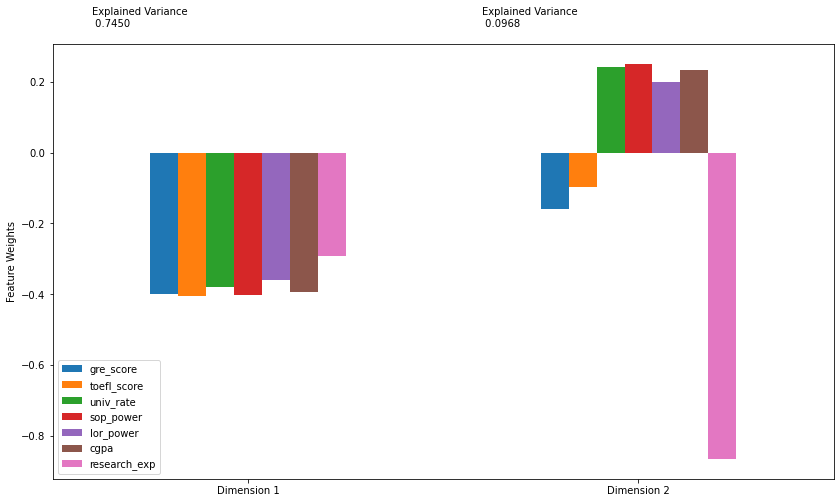 Explained Variance
0.7450
Explained Variance
0.0968
0.2
0.0
−0.2
−0.4
−0.6
−0.8
Feature Weights
gre_score
toefl_score
univ_rate
sop_power
lor_power
cgpa
research_exp
Dimension 1
Dimension 2